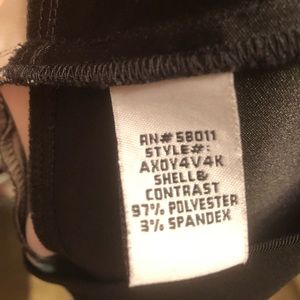 RN# 58011
STYLE#:
AX0Y4V4K
SHELL&
CONTRAST
97% POLYESTER
3% SPANDEX